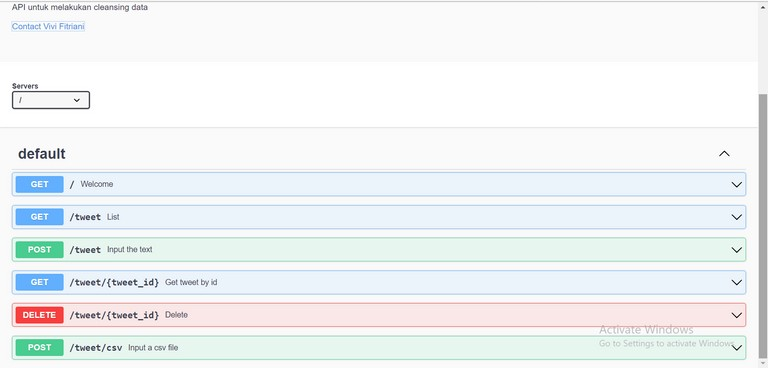 API untuk melakukan cleansing data
Contact Vivi Fitriani
Servers
/
default
GET / Welcome
GET /tweet List
POST /tweet Input the text
GET /tweet/{tweet_id} Get tweet by id
DELETE /tweet/{tweet_id} Delete
Activate Windows
Go to Settings to activate Windows.
POST /tweet/csv Input a csv file